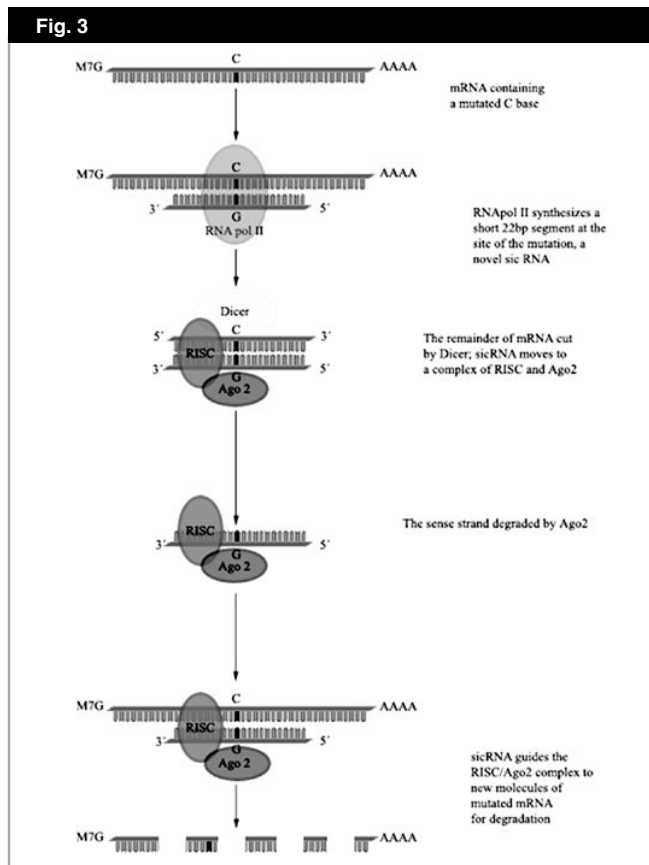 Fig. 3
C
M7G AAAA
mRNA containing
a mutated C base
M7G AAAA
C
3´ 5´
G
RNA pol II
RNApol II synthesizes a
short 22bp segment at the
site of the mutation, a
novel sic RNA
Dicer
C
5´ 3´
RISC
3´ 5´
G
Ago 2
The remainder of mRNA cut
by Dicer; sicRNA moves to
a complex of RISC and Ago2
RISC
3´ 5´
G
Ago 2
The sense strand degraded by Ago2
C
M7G AAAA
RISC
3´ 5´
G
Ago 2
sicRNA guides the
RISC/Ago2 complex to
new molecules of
mutated mRNA
for degradation
M7G AAAA